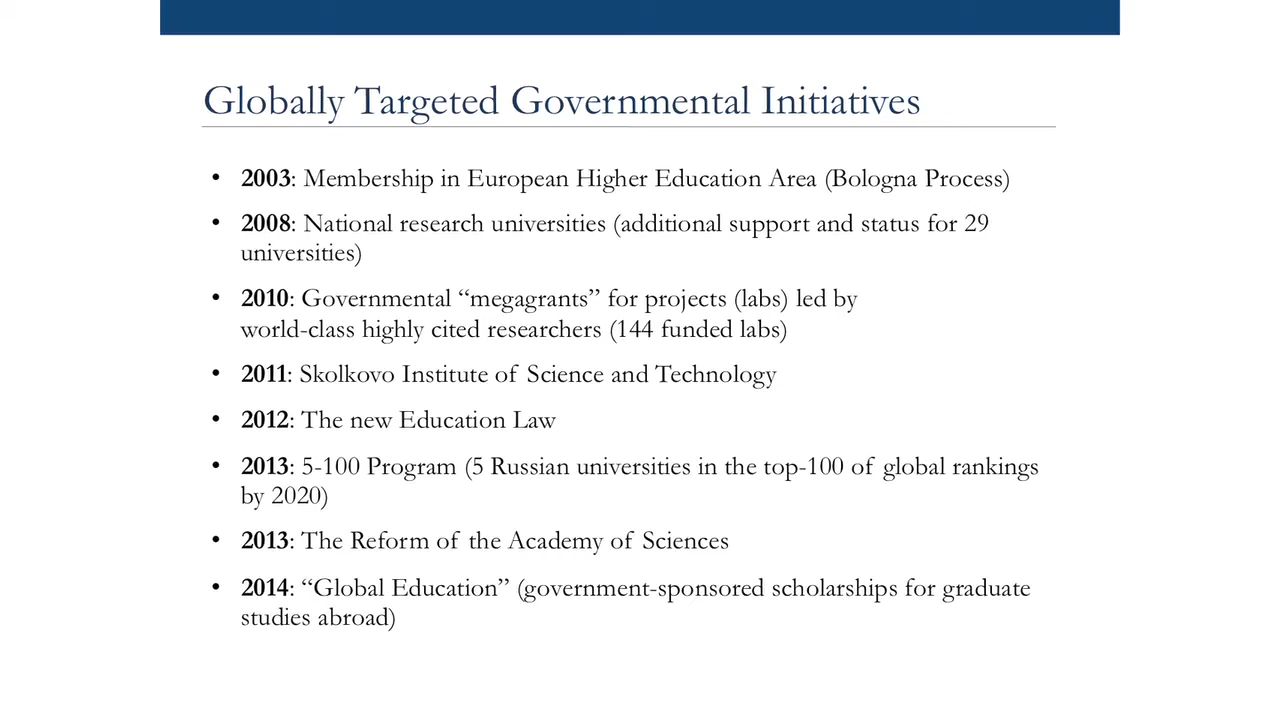 Globally Targeted Governmental Initiatives
• 2003: Membership in European Higher Education Area (Bologna Process)
• 2008: National research universities (additional support and status for 29
universities)
• 2010: Governmental “megagrants” for projects (labs) led by
world-class highly cited researchers (144 funded labs)
• 2011: Skolkovo Institute of Science and Technology
• 2012: The new Education Law
• 2013: 5-100 Program (5 Russian universities in the top-100 of global rankings
by 2020)
• 2013: The Reform of the Academy of Sciences
• 2014: “Global Education” (government-sponsored scholarships for graduate
studies abroad)